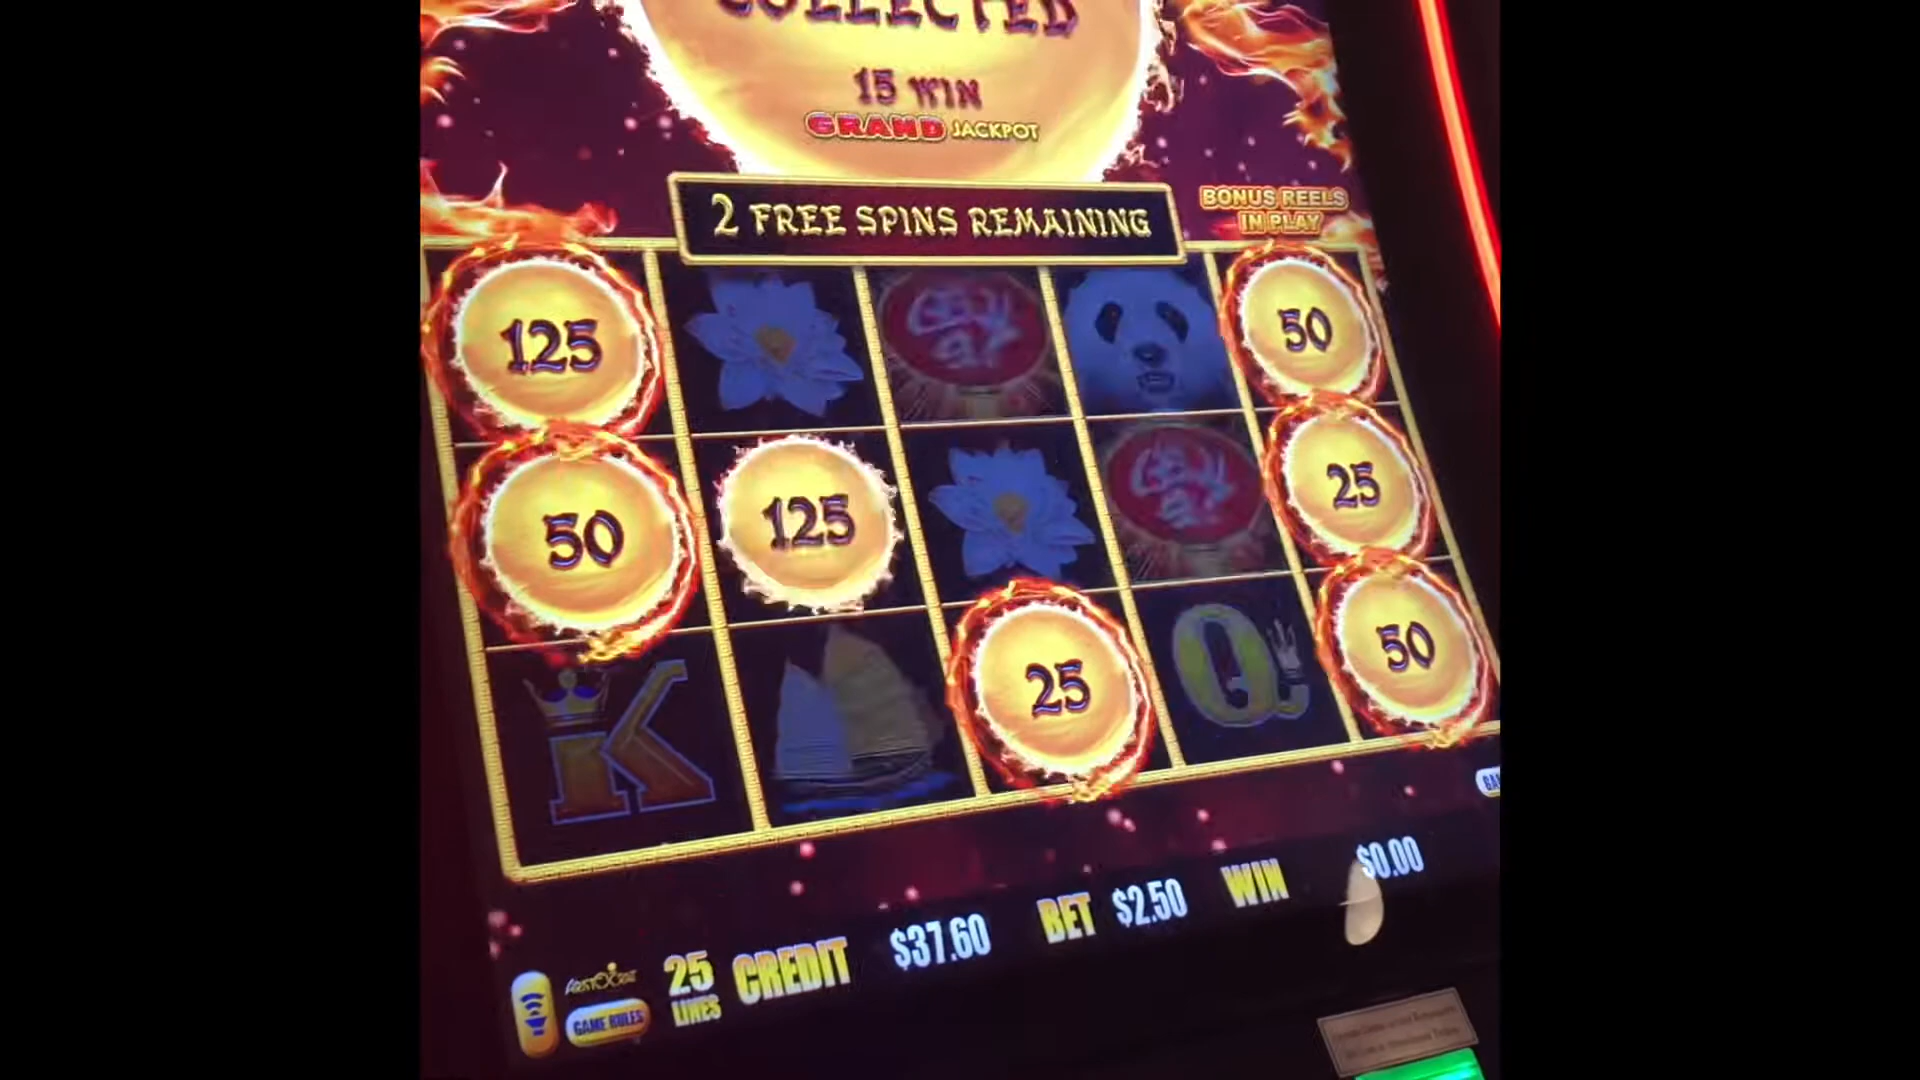 COLLECTED
15 WIN
GRAND JACKPOT
2 FREE SPINS REMAINING
BONUS REELS
IN PLAY
125
50
50
125
25
25
50
K
Q
25
LINES
CREDIT $37.60
BET $2.50
WIN $0.00
ARISTOCRAT
GAME RULES